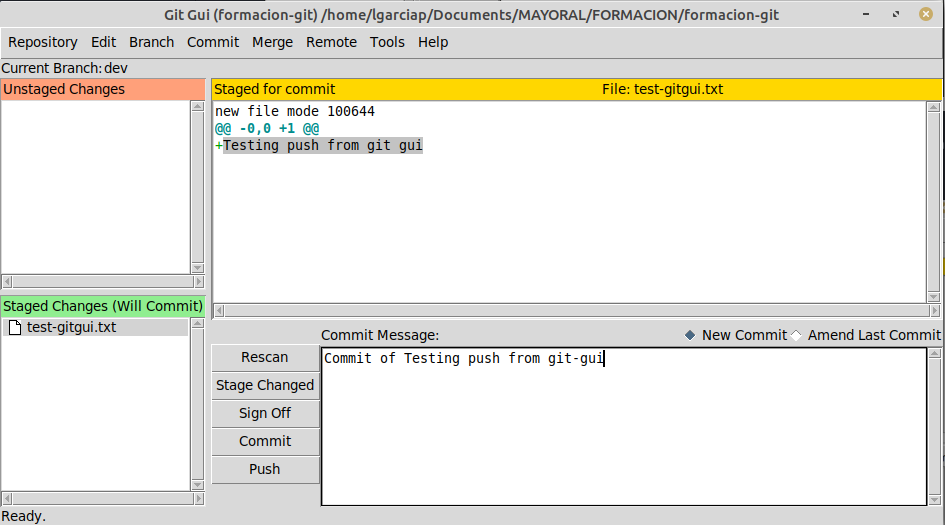 Git Gui (formacion-git) /home/lgarciap/Documents/MAYORAL/FORMACION/formacion-git
Repository Edit Branch Commit Merge Remote Tools Help
Current Branch: dev
Unstaged Changes
Staged for commit File: test-gitgui.txt
new file mode 100644
@@ -0,0 +1 @@
+Testing push from git gui
Staged Changes (Will Commit)
test-gitgui.txt
Commit Message: New Commit Amend Last Commit
Rescan
Stage Changed
Sign Off
Commit
Push
Commit of Testing push from git-gui
Ready.